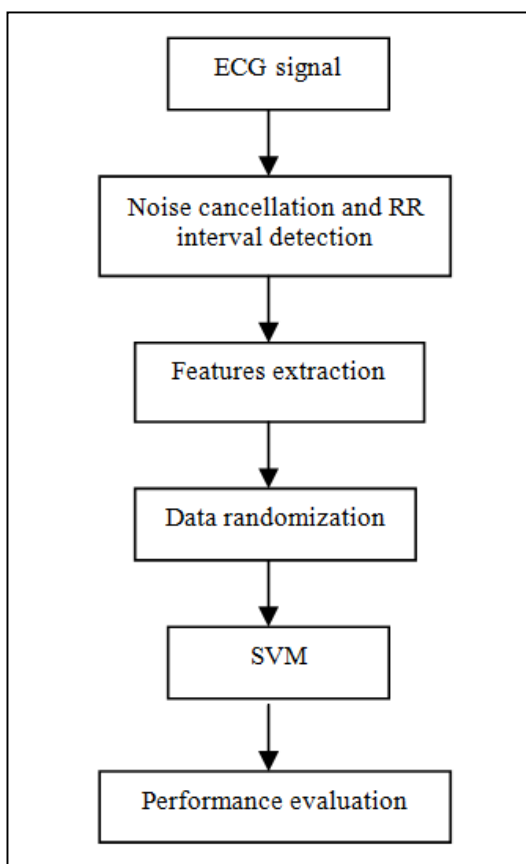 ECG signal
Noise cancellation and RR
interval detection
Features extraction
Data randomization
SVM
Performance evaluation